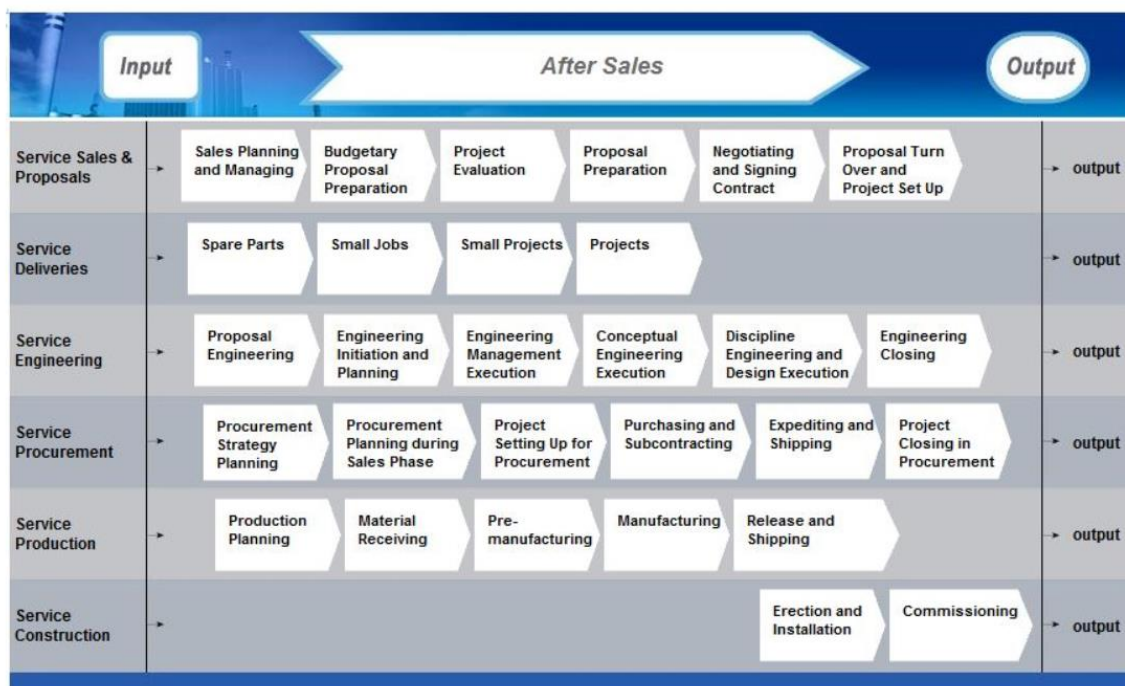 Input
After Sales
Output
Service Sales &
Proposals
Sales Planning
and Managing
Budgetary
Proposal
Preparation
Project
Evaluation
Proposal
Preparation
Negotiating
and Signing
Contract
Proposal Turn
Over and
Project Set Up
output
Service
Deliveries
Spare Parts
Small Jobs
Small Projects
Projects
output
Service
Engineering
Proposal
Engineering
Engineering
Initiation and
Planning
Engineering
Management
Execution
Conceptual
Engineering
Execution
Discipline
Engineering and
Design Execution
Engineering
Closing
output
Service
Procurement
Procurement
Strategy
Planning
Procurement
Planning during
Sales Phase
Project
Setting Up for
Procurement
Purchasing and
Subcontracting
Expediting and
Shipping
Project
Closing in
Procurement
output
Service
Production
Production
Planning
Material
Receiving
Pre-
manufacturing
Manufacturing
Release and
Shipping
output
Service
Construction
Erection and
Installation
Commissioning
output